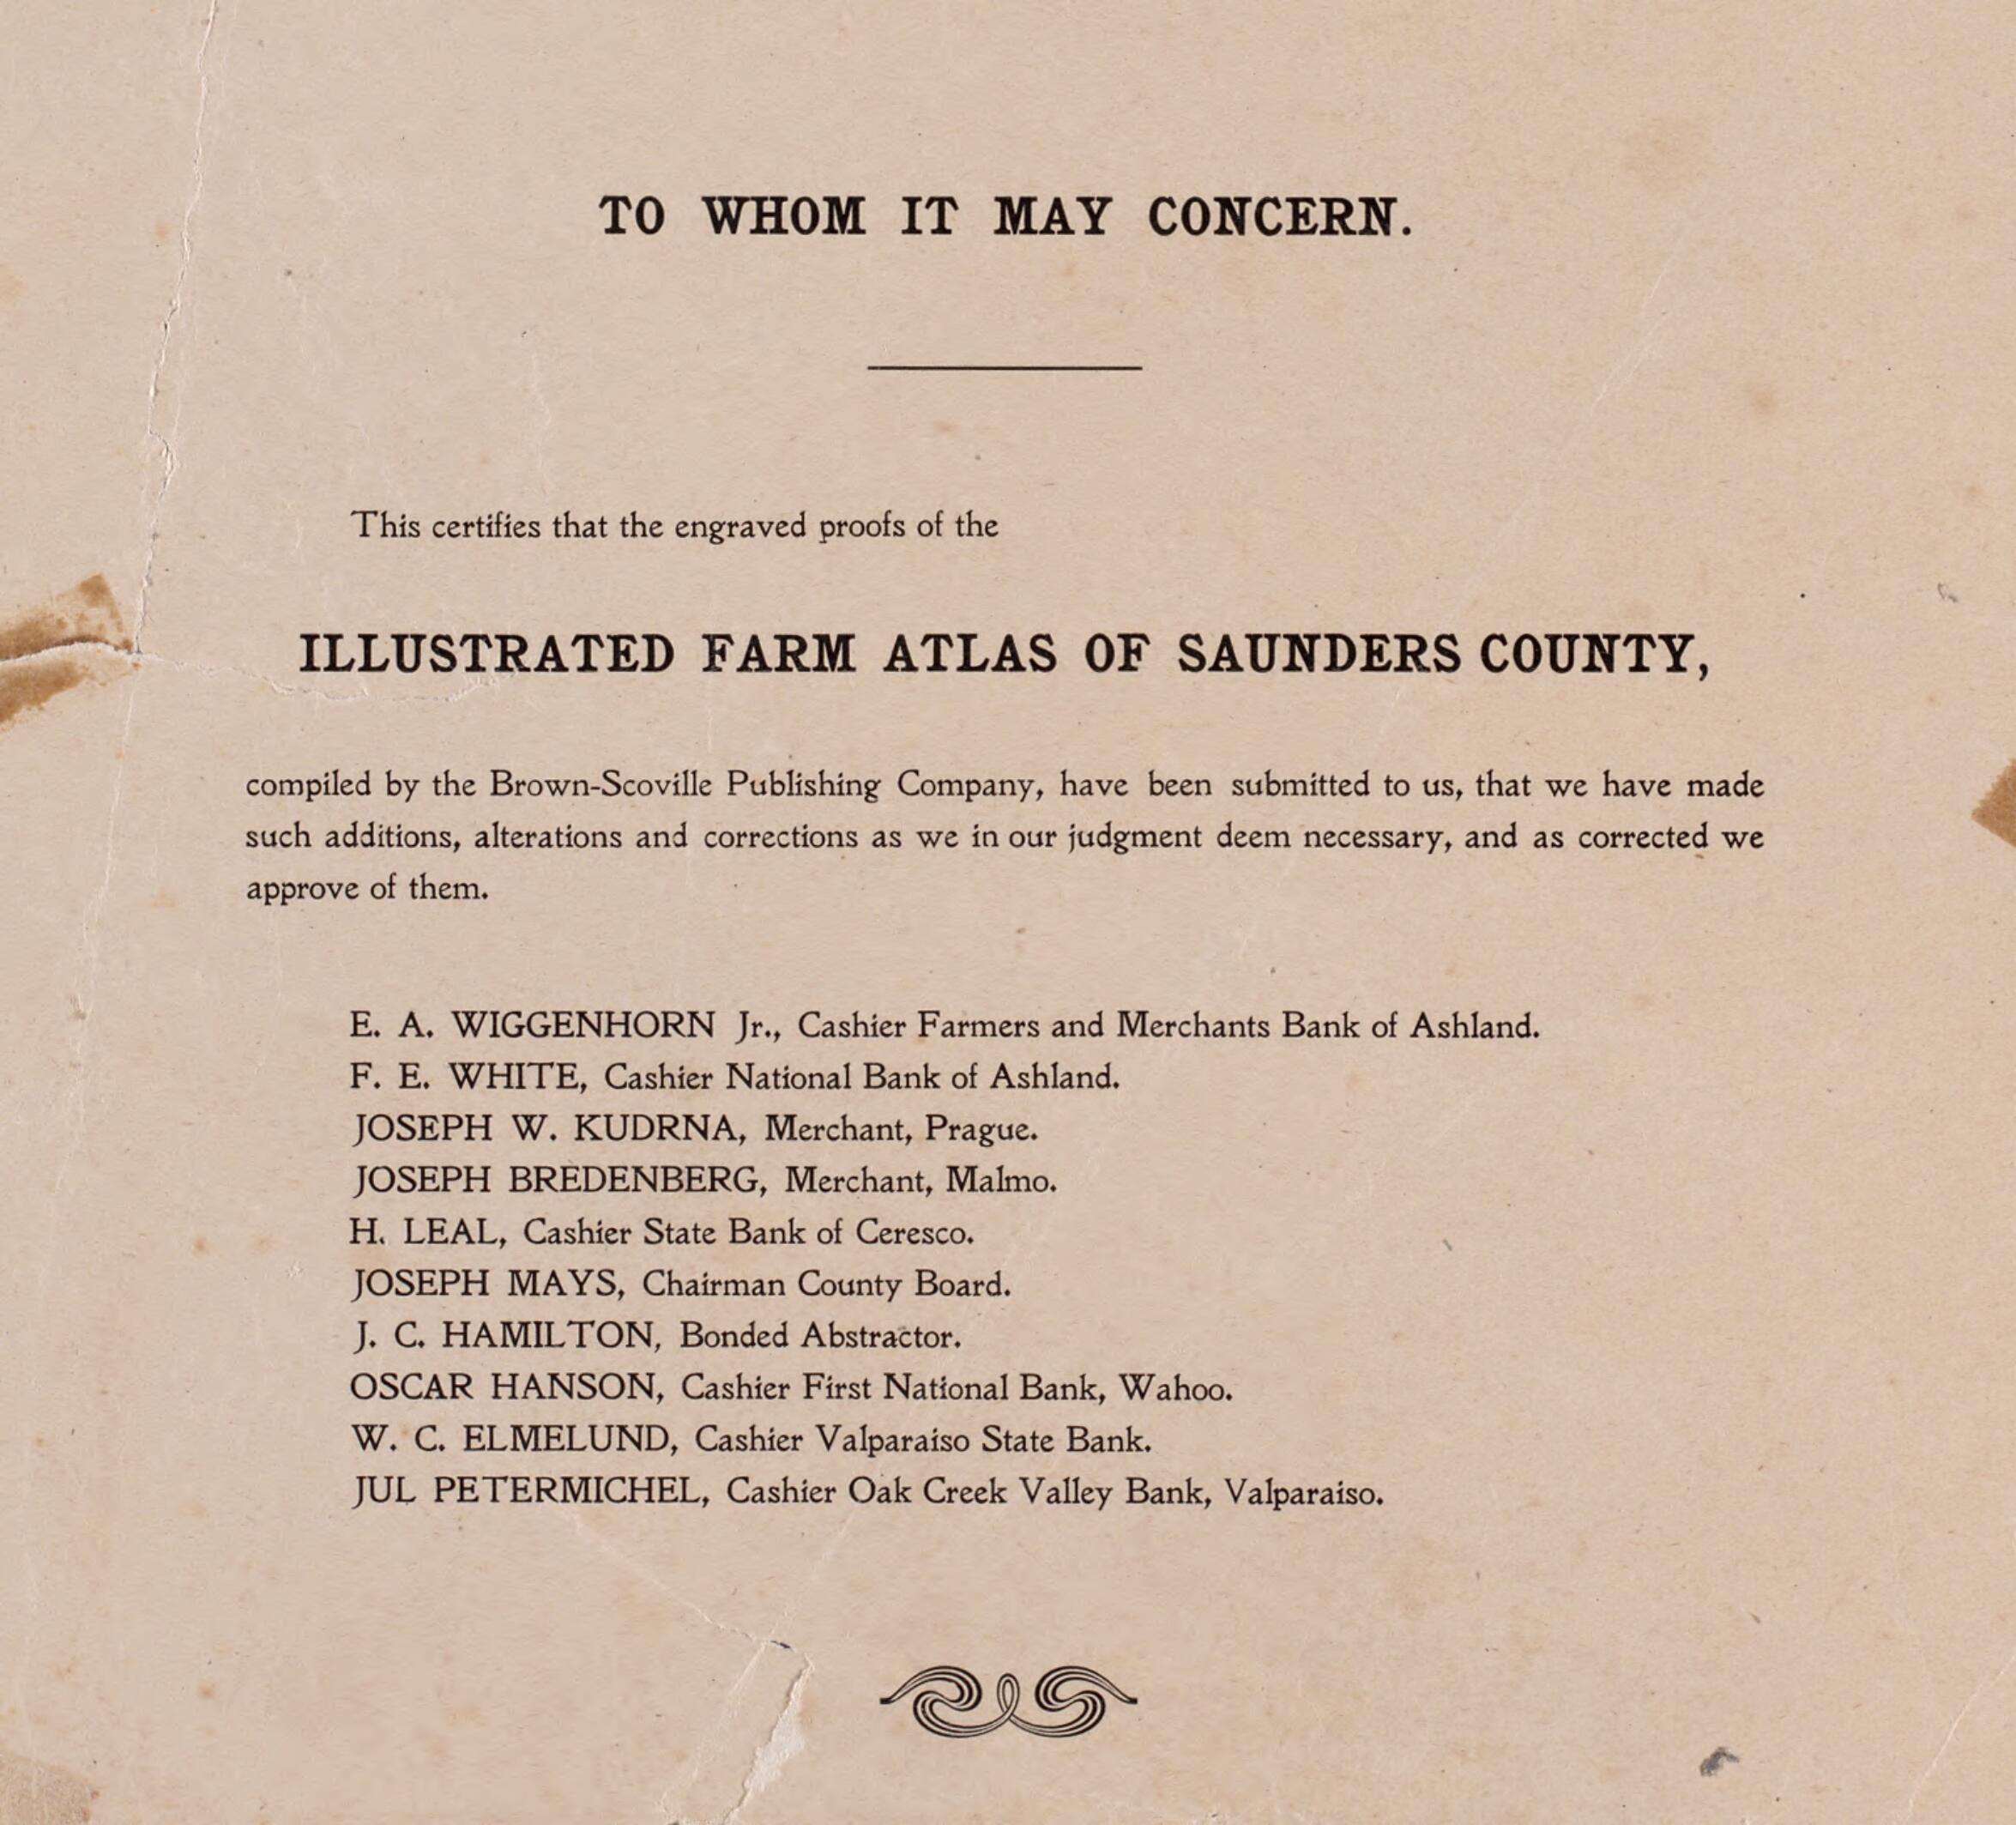 TO WHOM IT MAY CONCERN.
This certifies that the engraved proofs of the
ILLUSTRATED FARM ATLAS OF SAUNDERS COUNTY,
compiled by the Brown-Scoville Publishing Company, have been submitted to us, that we have made
such additions, alterations and corrections as we in our judgment deem necessary, and as corrected we
approve of them.
E. A. WIGGENHORN Jr., Cashier Farmers and Merchants Bank of Ashland.
F. E. WHITE, Cashier National Bank of Ashland.
JOSEPH W. KUDRNA, Merchant, Prague.
JOSEPH BREDENBERG, Merchant, Malmo.
H. LEAL, Cashier State Bank of Ceresco.
JOSEPH MAYS, Chairman County Board.
J. C. HAMILTON, Bonded Abstractor.
OSCAR HANSON, Cashier First National Bank, Wahoo.
W. C. ELMELUND, Cashier Valparaiso State Bank.
JUL PETERMICHEL, Cashier Oak Creek Valley Bank, Valparaiso.